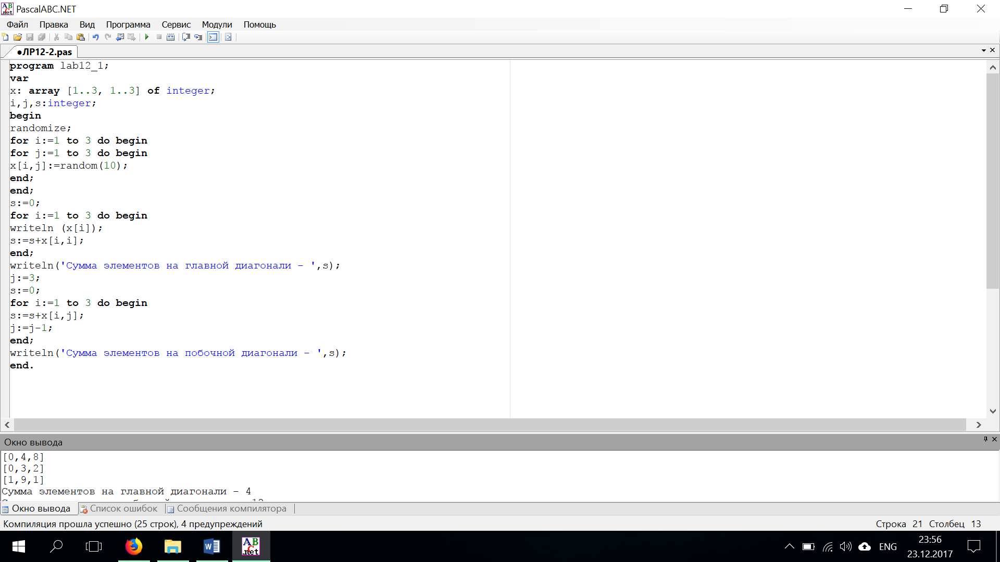 PascalABC.NET
Файл Правка Вид Программа Сервис Модули Помощь
●ЛР12-2.pas
program lab12_1;
var
x: array [1..3, 1..3] of integer;
i,j,s:integer;
begin
randomize;
for i:=1 to 3 do begin
for j:=1 to 3 do begin
x[i,j]:=random(10);
end;
end;
s:=0;
for i:=1 to 3 do begin
writeln (x[i]);
s:=s+x[i,i];
end;
writeln('Сумма элементов на главной диагонали - ',s);
j:=3;
s:=0;
for i:=1 to 3 do begin
s:=s+x[i,j];
j:=j-1;
end;
writeln('Сумма элементов на побочной диагонали - ',s);
end.
Окно вывода
[0,4,8]
[0,3,2]
[1,9,1]
Сумма элементов на главной диагонали - 4
Окно вывода Список ошибок Сообщения компилятора
Компиляция прошла успешно (25 строк), 4 предупреждений Строка 21 Столбец 13
ENG 23:56
23.12.2017